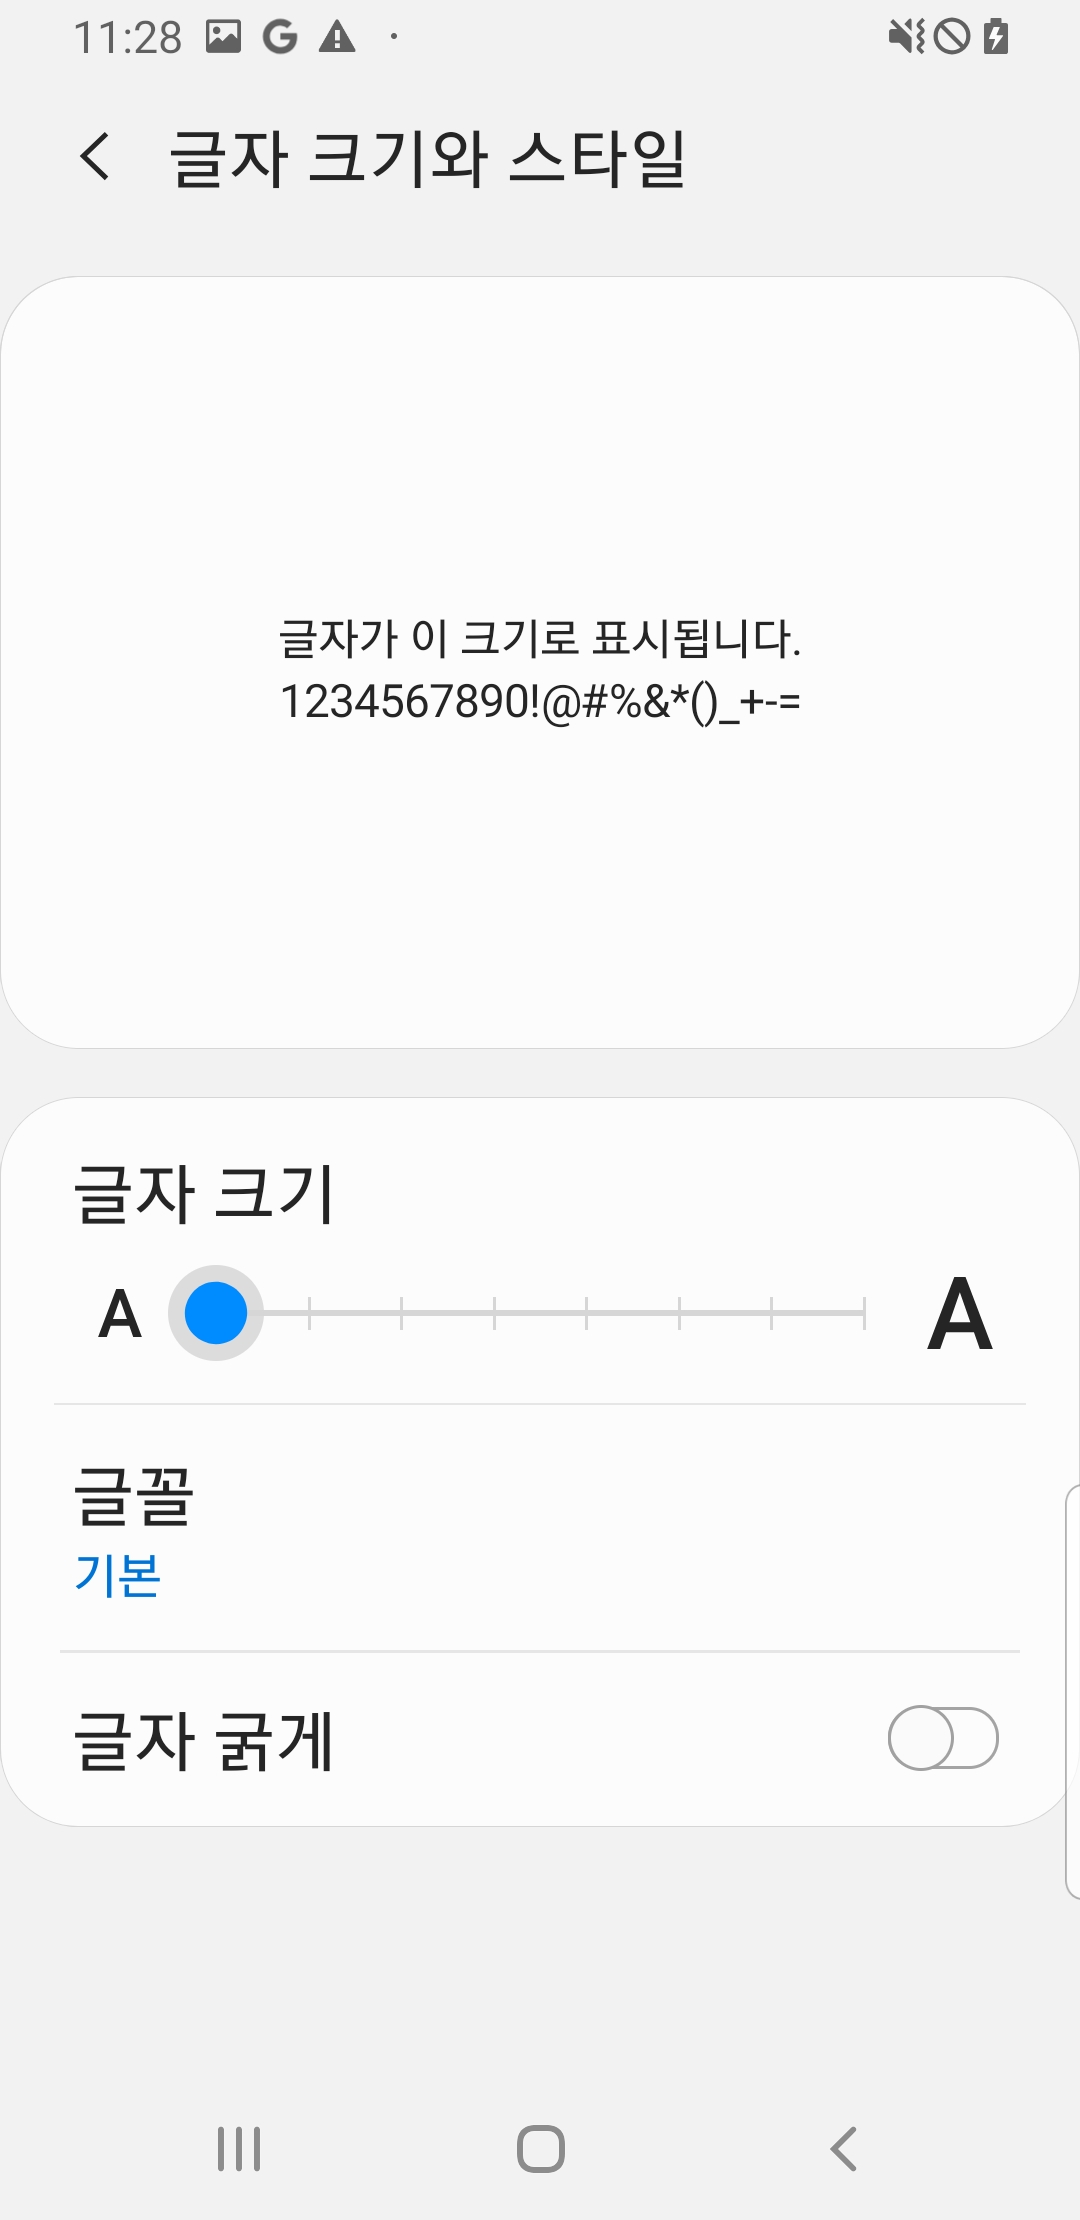 11:28
글자 크기와 스타일
글자가 이 크기로 표시됩니다.
1234567890!@#%&*()_+-=
글자 크기
A A
글꼴
기본
글자 굵게